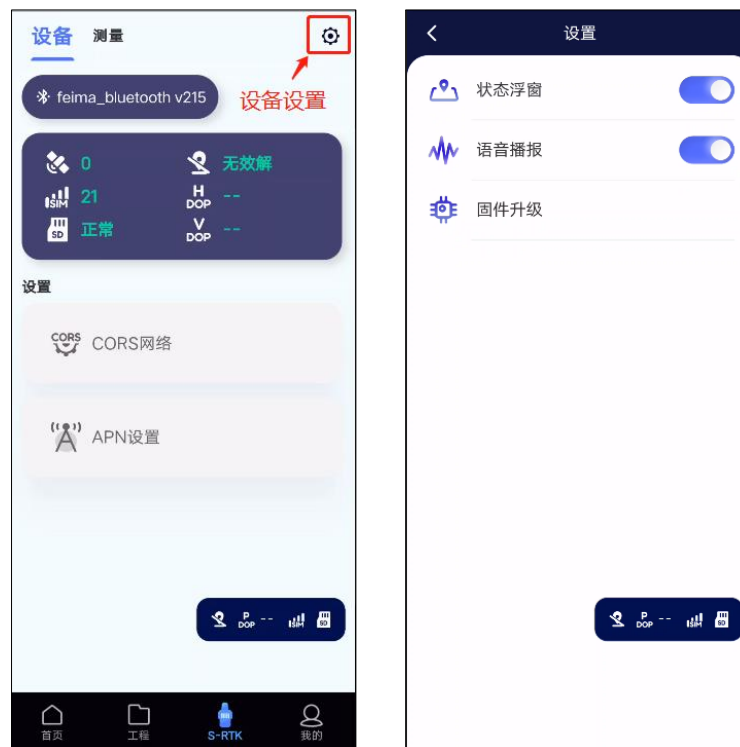 设备 测量
设备设置
feima_bluetooth v215
0 无效解
SIM 21 H DOP --
SD 正常 V DOP --
设置
CORS CORS网络
APN设置
P DOP -- SIM SD
首页 工程 S-RTK 我的
设置
状态浮窗
语音播报
固件升级
P DOP -- SIM SD